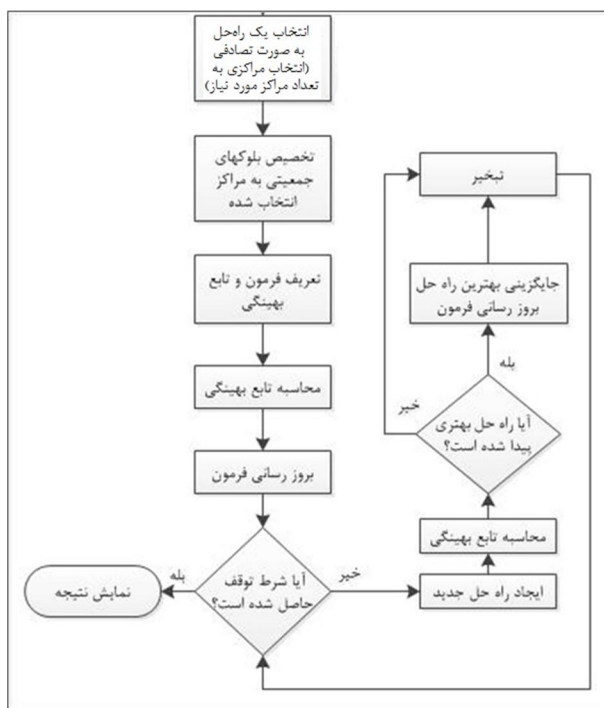 انتخاب یک راه‌حل
به صورت تصادفی
(انتخاب مراکزی به
تعداد مراکز مورد نیاز)
تخصیص بلوکهای
جمعیتی به مراکز
انتخاب شده
تعریف فرمون و تابع
بهینگی
محاسبه تابع بهینگی
بروز رسانی فرمون
آیا شرط توقف
حاصل شده است؟
بله
نمایش نتیجه
خیر
ایجاد راه حل جدید
محاسبه تابع بهینگی
آیا راه حل بهتری
پیدا شده است؟
بله
خیر
جایگزینی بهترین راه حل
بروز رسانی فرمون
تبخیر